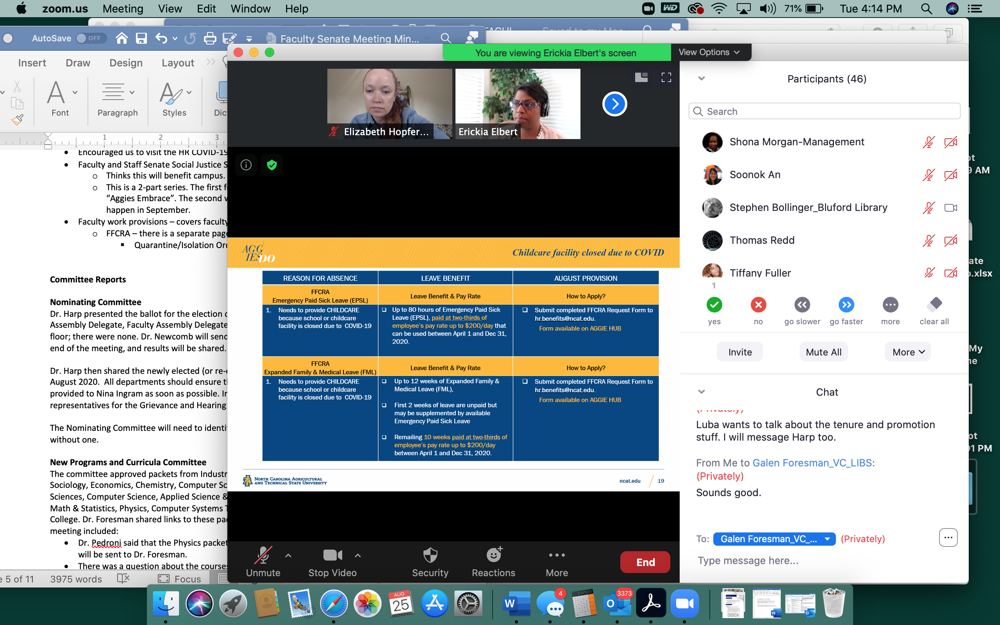 zoom.us Meeting View Edit Window Help
WD 71% Tue 4:14 PM
AutoSave OFF Faculty Senate Meeting Min...
Insert Draw Design Layout
Font Paragraph Styles
1 2 3
Encouraged us to visit the HR COVID-19
Faculty and Staff Senate Social Justice S
Thinks this will benefit campus.
This is a 2-part series. The first f
“Aggies Embrace”. The second
happen in September.
Faculty work provisions – covers faculty
FFCRA – there is a separate pag
Quarantine/Isolation Or
Committee Reports
Nominating Committee
Dr. Harp presented the ballot for the election
Assembly Delegate, Faculty Assembly Delegate
floor; there were none. Dr. Newcomb will send
end of the meeting, and results will be shared.
Dr. Harp then shared the newly elected (or re-
August 2020. All departments should ensure
provided to Nina Ingram as soon as possible.
representatives for the Grievance and Hearing
The Nominating Committee will need to identi
without one.
New Programs and Curricula Committee
The committee approved packets from Industr
Sociology, Economics, Chemistry, Computer Sc
Sciences, Computer Science, Applied Science &
Math & Statistics, Physics, Computer Systems
College. Dr. Foresman shared links to these pa
meeting included:
Dr. Pedroni said that the Physics packet
will be sent to Dr. Foresman.
There was a question about the courses
5 of 11 3975 words Focus
You are viewing Erickia Elbert's screen View Options
Elizabeth Hopfer...
Erickia Elbert
AGG
IES DO
Childcare facility closed due to COVID
REASON FOR ABSENCE LEAVE BENEFIT AUGUST PROVISION
FFCRA
Emergency Paid Sick Leave (EPSL) Leave Benefit & Pay Rate How to Apply?
1. Needs to provide CHILDCARE
because school or childcare
facility is closed due to COVID-19
Up to 80 hours of Emergency Paid Sick
Leave (EPSL), paid at two-thirds of
employee's pay rate up to $200/day that
can be used between April 1 and Dec 31,
2020.
Submit completed FFCRA Request Form to
hr.benefits@ncat.edu.
Form available on AGGIE HUB
FFCRA
Expanded Family & Medical Leave (FML) Leave Benefit & Pay Rate How to Apply?
1. Needs to provide CHILDCARE
because school or childcare
facility is closed due to COVID-19
Up to 12 weeks of Expanded Family &
Medical Leave (FML),
First 2 weeks of leave are unpaid but
may be supplemented by available
Emergency Paid Sick Leave
Remailing 10 weeks paid at two-thirds of
employee's pay rate up to $200/day
between April 1 and Dec 31, 2020.
Submit completed FFCRA Request Form to
hr.benefits@ncat.edu.
Form available on AGGIE HUB
NORTH CAROLINA AGRICULTURAL
AND TECHNICAL STATE UNIVERSITY
ncat.edu 19
Unmute Stop Video Security Reactions More End
Participants (46)
Search
Shona Morgan-Management
Soonok An
Stephen Bollinger_Bluford Library
Thomas Redd
Tiffany Fuller
1
yes no go slower go faster more clear all
Invite Mute All More
Chat
Luba wants to talk about the tenure and promotion
stuff. I will message Harp too.
From Me to Galen Foresman_VC_LIBS:
(Privately)
Sounds good.
To: Galen Foresman_VC_... (Privately)
Type message here...
9 AM
.xlsx
My
1 PM
AUG
25
W
4
3.141593
3373
O
DOCX